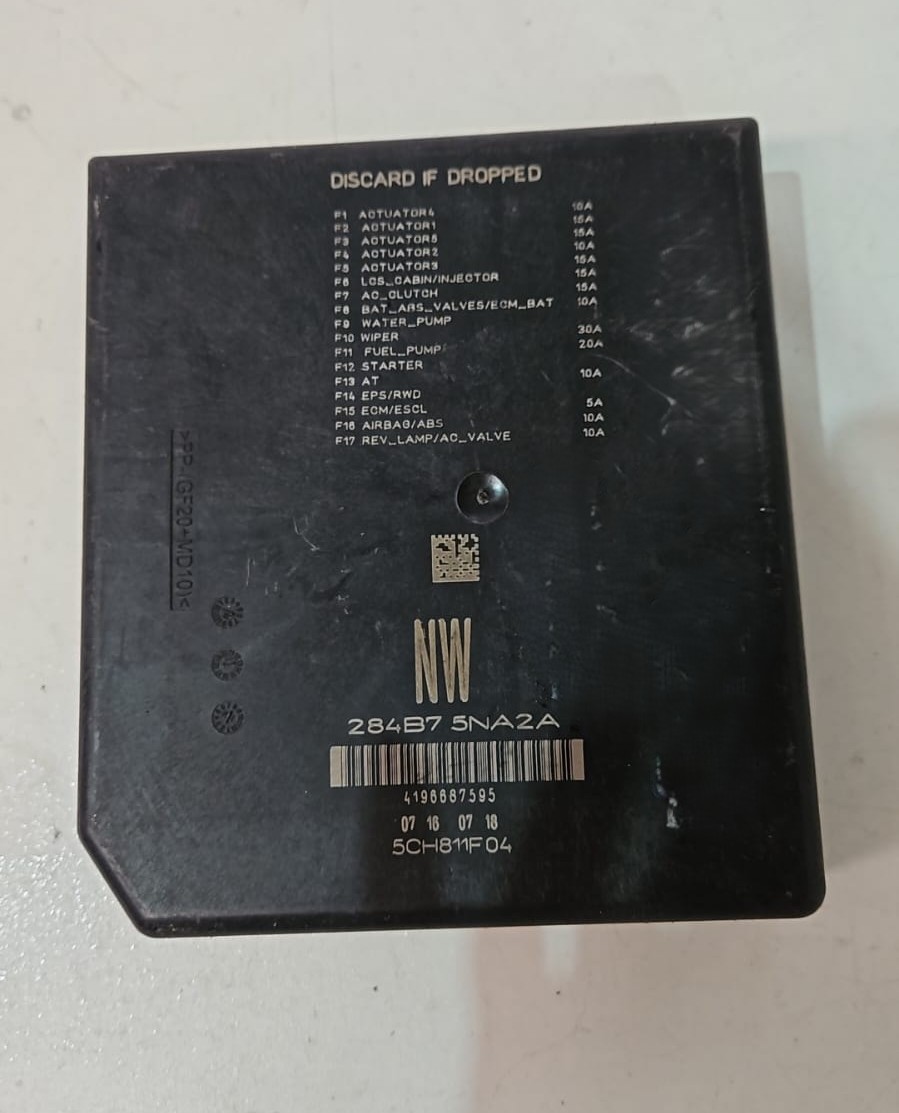 DISCARD IF DROPPED
F1 ACTUATOR4 10A
F2 ACTUATOR1 15A
F3 ACTUATOR5 15A
F4 ACTUATOR2 10A
F5 ACTUATOR3 15A
F6 LCS_CABIN/INJECTOR 15A
F7 AC_CLUTCH 15A
F8 BAT_ABS_VALVES/ECM_BAT 10A
F9 WATER_PUMP
F10 WIPER 30A
F11 FUEL_PUMP 20A
F12 STARTER
F13 AT 10A
F14 EPS/RWD
F15 ECM/ESCL 5A
F16 AIRBAG/ABS 10A
F17 REV_LAMP/AC_VALVE 10A
>PP-(GF20+MD10)<
NW
284B7 5NA2A
4196687595
07 16 07 18
5CH811F04